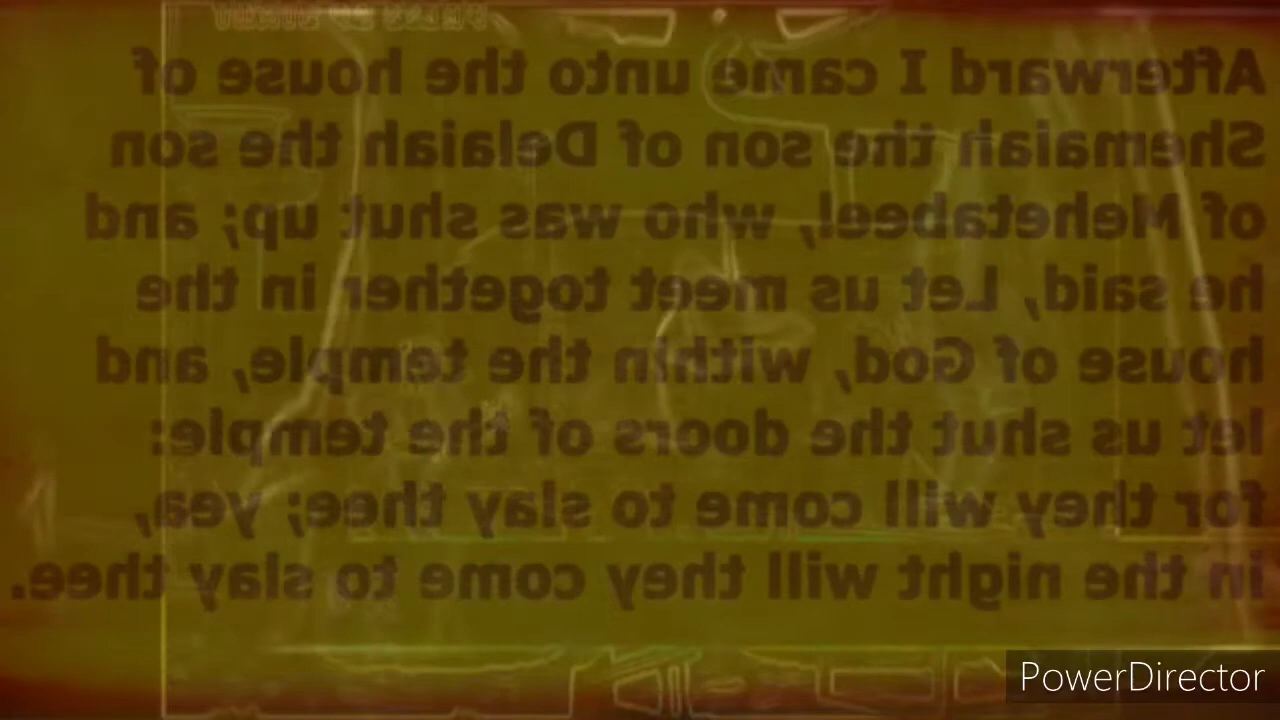 Afterward I came unto the house of
Shemaiah the son of Delaiah the son
of Mehetabeel, who was shut up; and
he said, Let us meet together in the
house of God, within the temple, and
let us shut the doors of the temple:
for they will come to slay thee; yea,
in the night will they come to slay thee.
PowerDirector